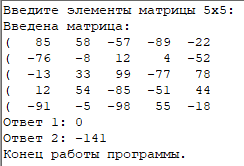 Введите элементы матрицы 5x5:
Введена матрица:
( 85 58 -57 -89 -22
( -76 -8 12 4 -52
( -13 33 99 -77 78
( 12 54 -85 -51 44
( -91 -5 -98 55 -18
Ответ 1: 0
Ответ 2: -141
Конец работы программы.